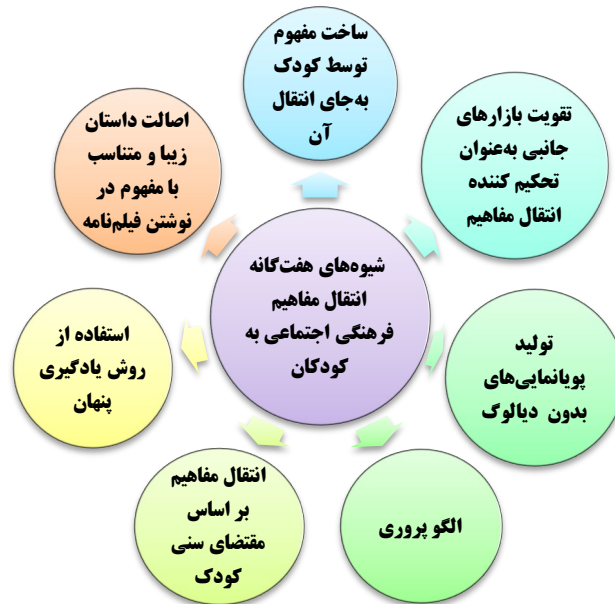 ساخت مفهوم
توسط کودک
به‌جای انتقال
آن
تقویت بازارهای
جانبی به‌عنوان
تحکیم کننده
انتقال مفاهیم
تولید
پویانمایی‌های
بدون دیالوگ
الگو پروری
انتقال مفاهیم
بر اساس
مقتضای سنی
کودک
استفاده از
روش یادگیری
پنهان
اصالت داستان
زیبا و متناسب
با مفهوم در
نوشتن فیلم‌نامه
شیوه‌های هفت‌گانه
انتقال مفاهیم
فرهنگی اجتماعی به
کودکان